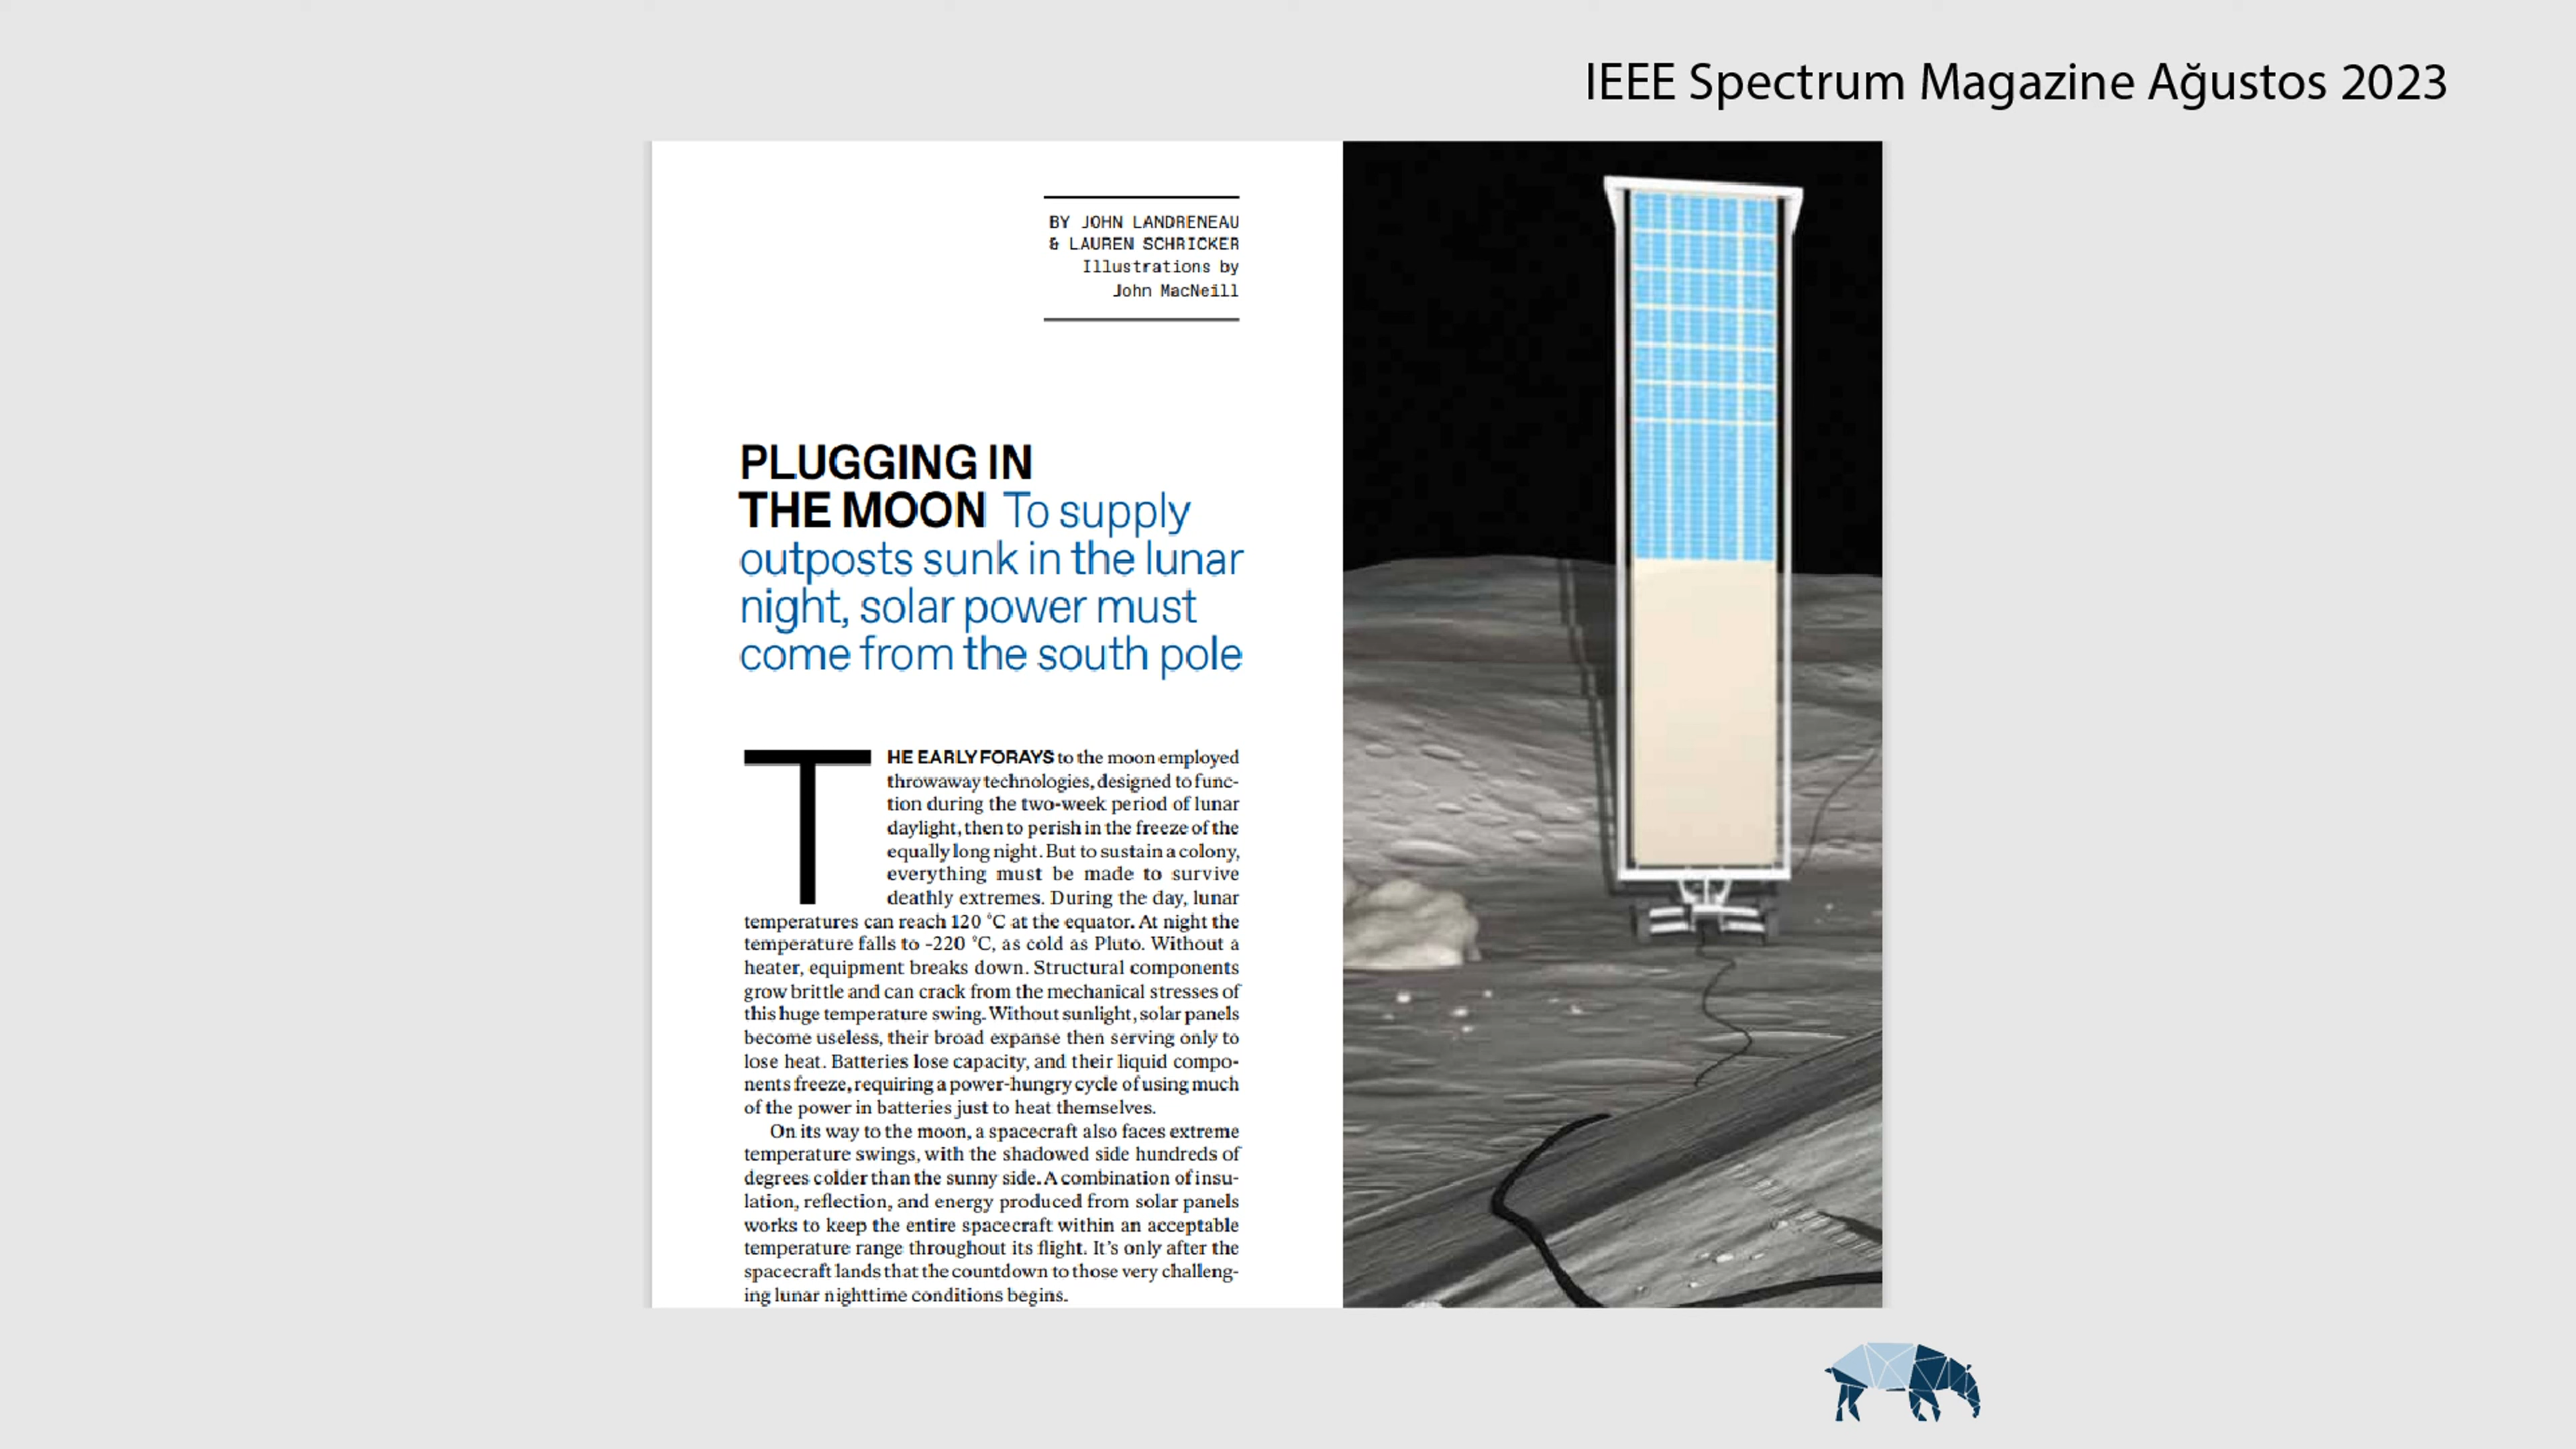 IEEE Spectrum Magazine Ağustos 2023
BY JOHN LANDRENEAU
& LAUREN SCHRICKER
Illustrations by
John MacNeill
PLUGGING IN
THE MOON To supply
outposts sunk in the lunar
night, solar power must
come from the south pole
THE EARLY FORAYS to the moon employed
throwaway technologies, designed to func-
tion during the two-week period of lunar
daylight, then to perish in the freeze of the
equally long night. But to sustain a colony,
everything must be made to survive
deathly extremes. During the day, lunar
temperatures can reach 120 °C at the equator. At night the
temperature falls to -220 °C, as cold as Pluto. Without a
heater, equipment breaks down. Structural components
grow brittle and can crack from the mechanical stresses of
this huge temperature swing. Without sunlight, solar panels
become useless, their broad expanse then serving only to
lose heat. Batteries lose capacity, and their liquid compo-
nents freeze, requiring a power-hungry cycle of using much
of the power in batteries just to heat themselves.
On its way to the moon, a spacecraft also faces extreme
temperature swings, with the shadowed side hundreds of
degrees colder than the sunny side. A combination of insu-
lation, reflection, and energy produced from solar panels
works to keep the entire spacecraft within an acceptable
temperature range throughout its flight. It's only after the
spacecraft lands that the countdown to those very challeng-
ing lunar nighttime conditions begins.